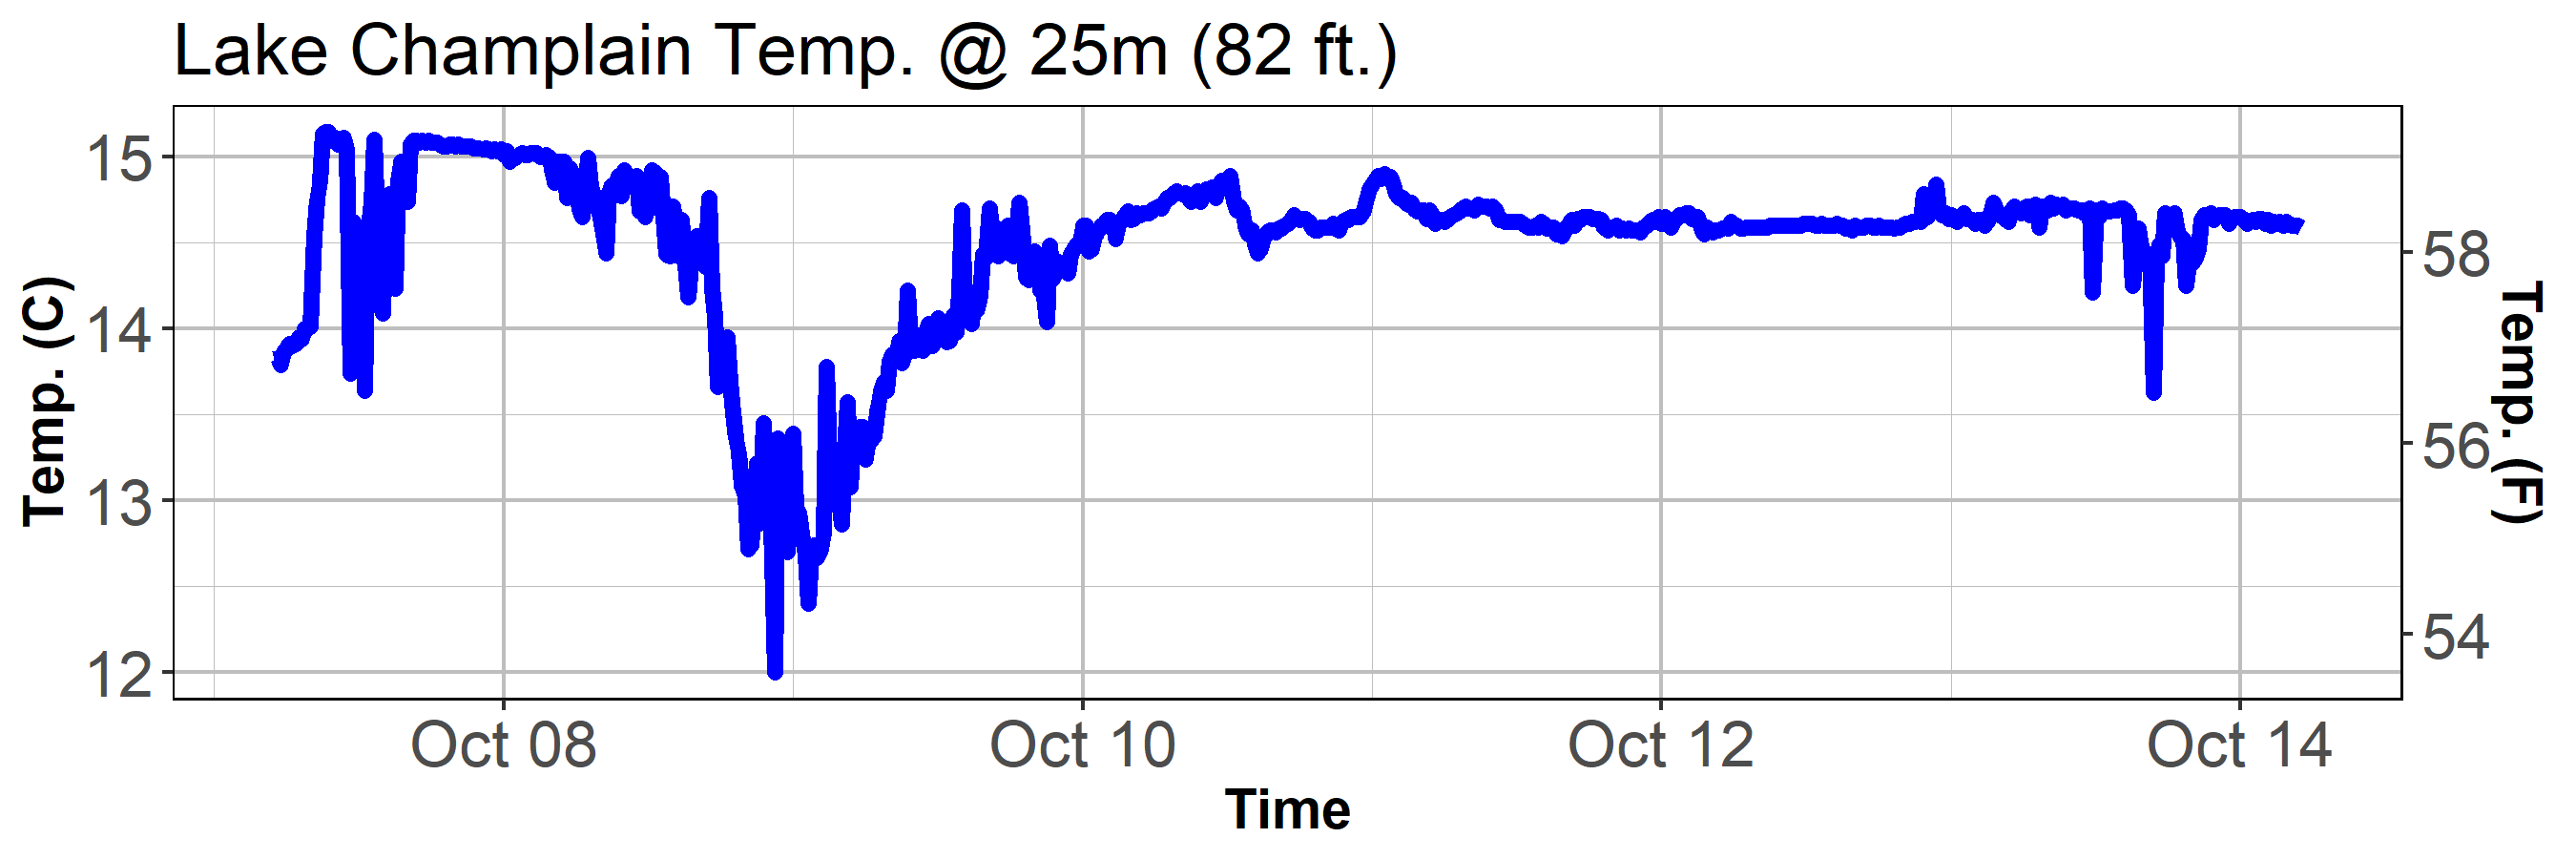 Lake Champlain Temp. @ 25m (82 ft.)
Temp. (C)
15
14
13
12
58
56
54
Temp. (F)
Oct 08
Oct 10
Oct 12
Oct 14
Time